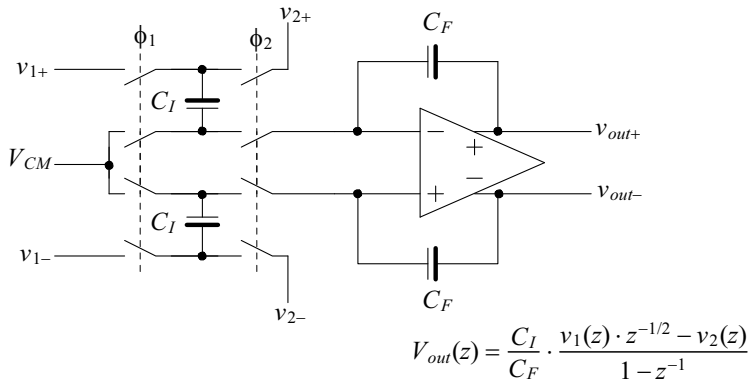 v2+
ϕ1
ϕ2
CF
v1+
CI
−
+
vout+
VCM
−
+
vout−
CI
v1−
CF
v2−
Vout(z) = CI/CF · (v1(z) · z^−1/2 − v2(z))/(1 − z^−1)